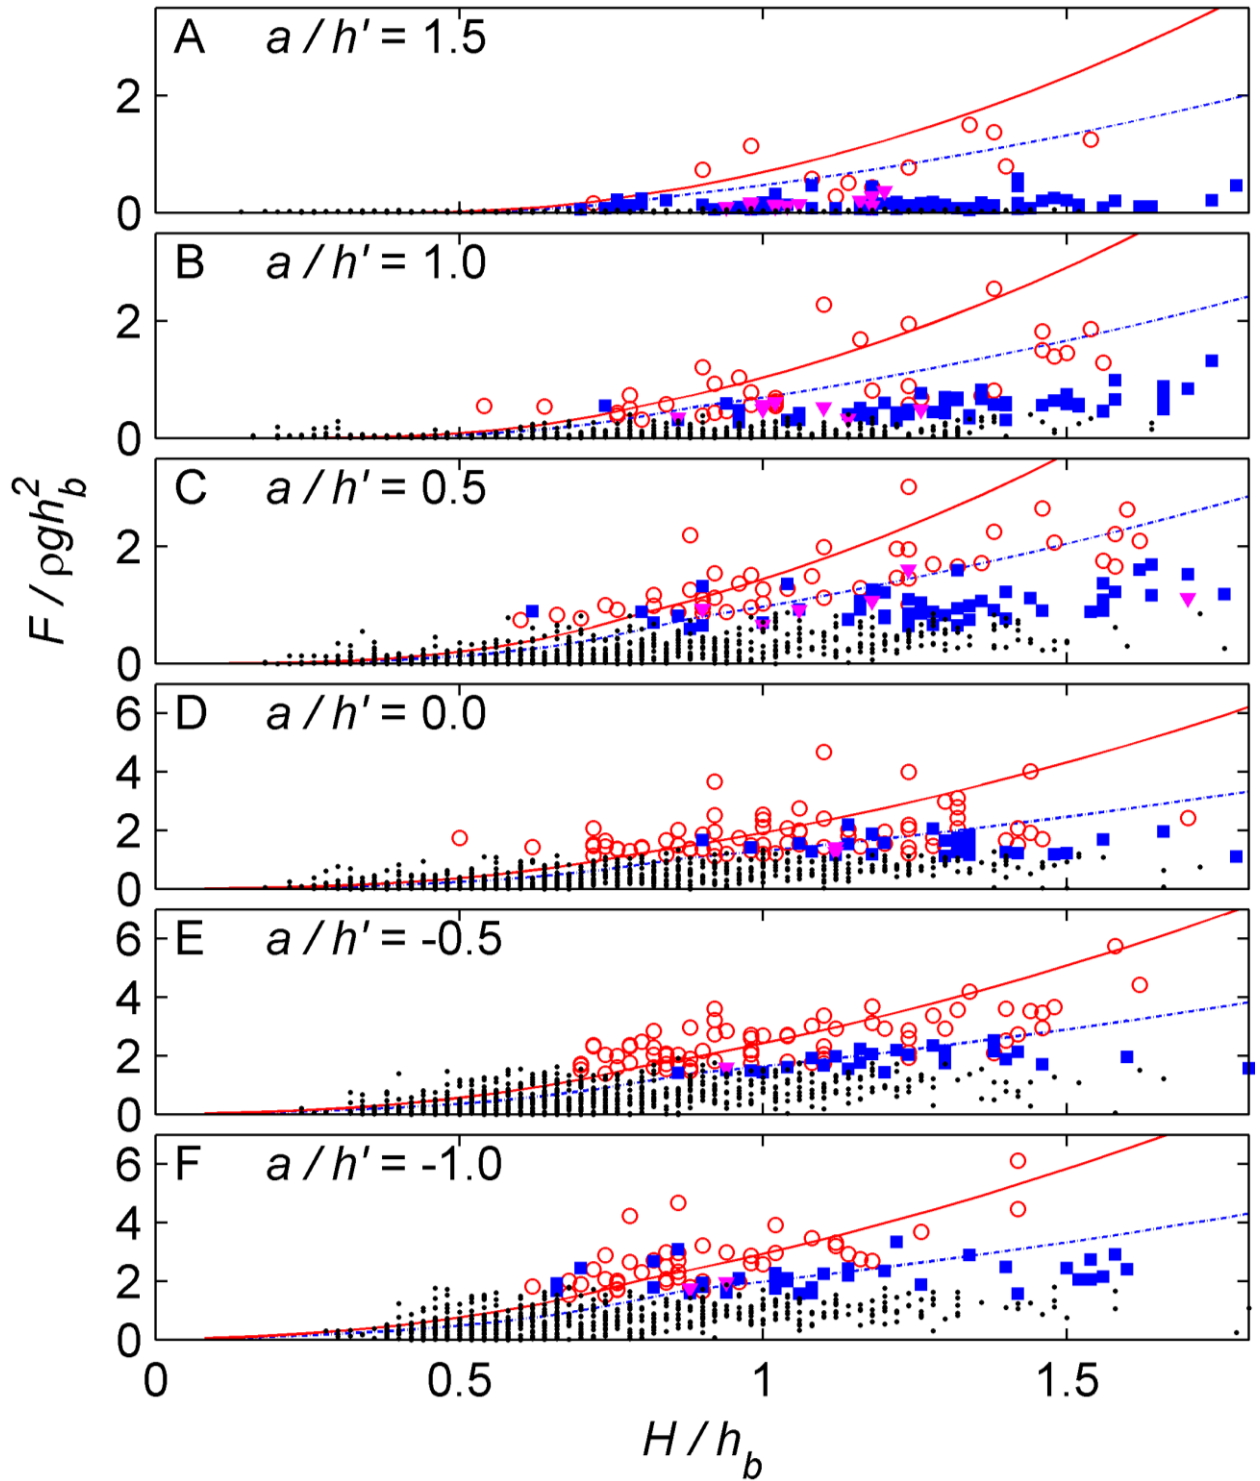 A a / h' = 1.5
2
0
B a / h' = 1.0
2
0
C a / h' = 0.5
2
0
D a / h' = 0.0
6
4
2
0
E a / h' = -0.5
6
4
2
0
F a / h' = -1.0
6
4
2
0
F / ρgh_b^2
0 0.5 1 1.5
H / h_b